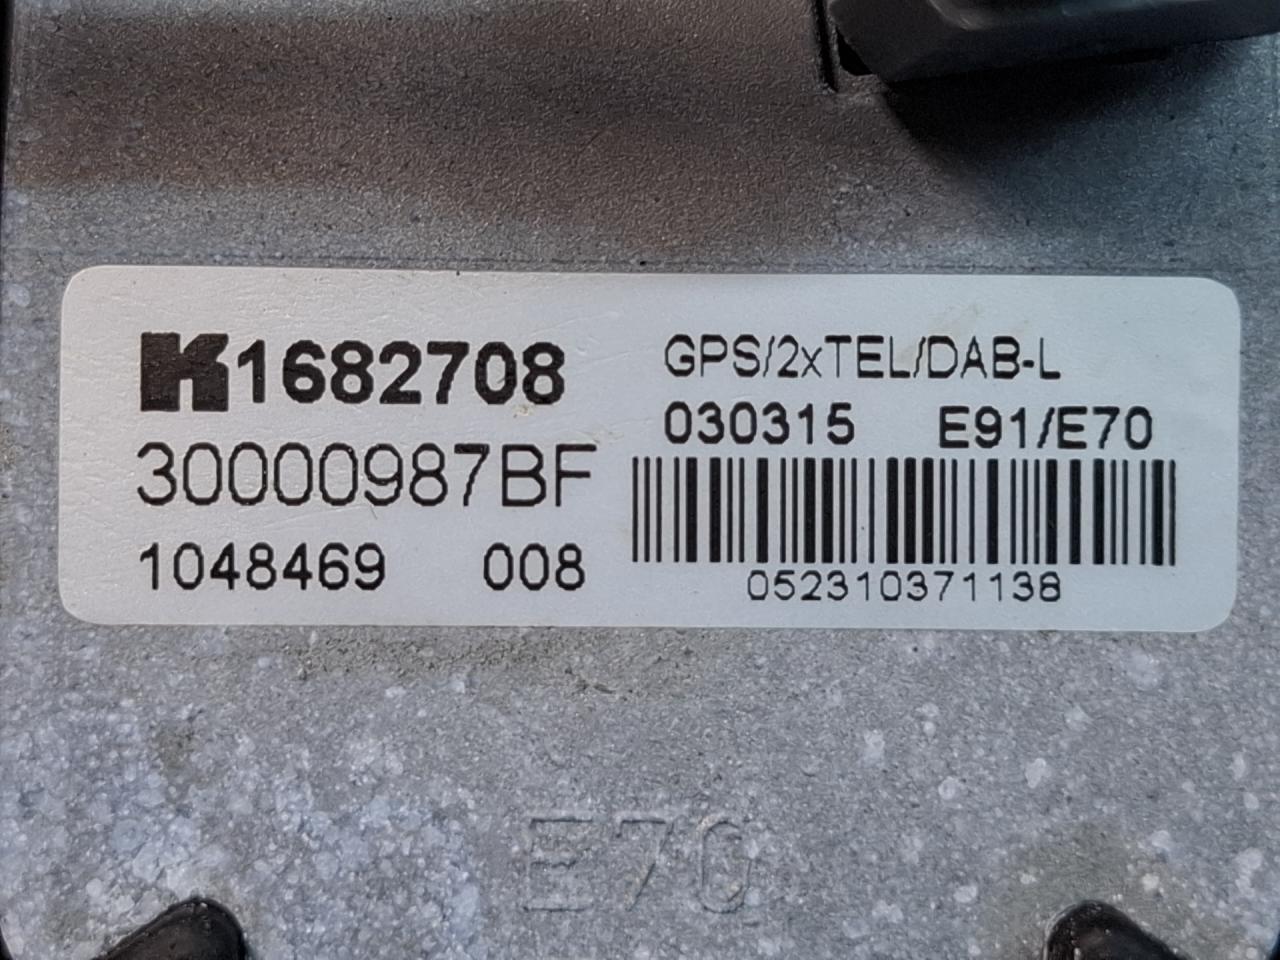 K1682708
GPS/2xTEL/DAB-L
030315 E91/E70
30000987BF
1048469 008
052310371138
E70